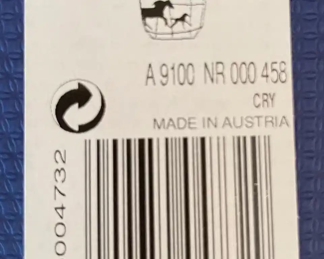 A 9100 NR 000 458
CRY
MADE IN AUSTRIA
004732